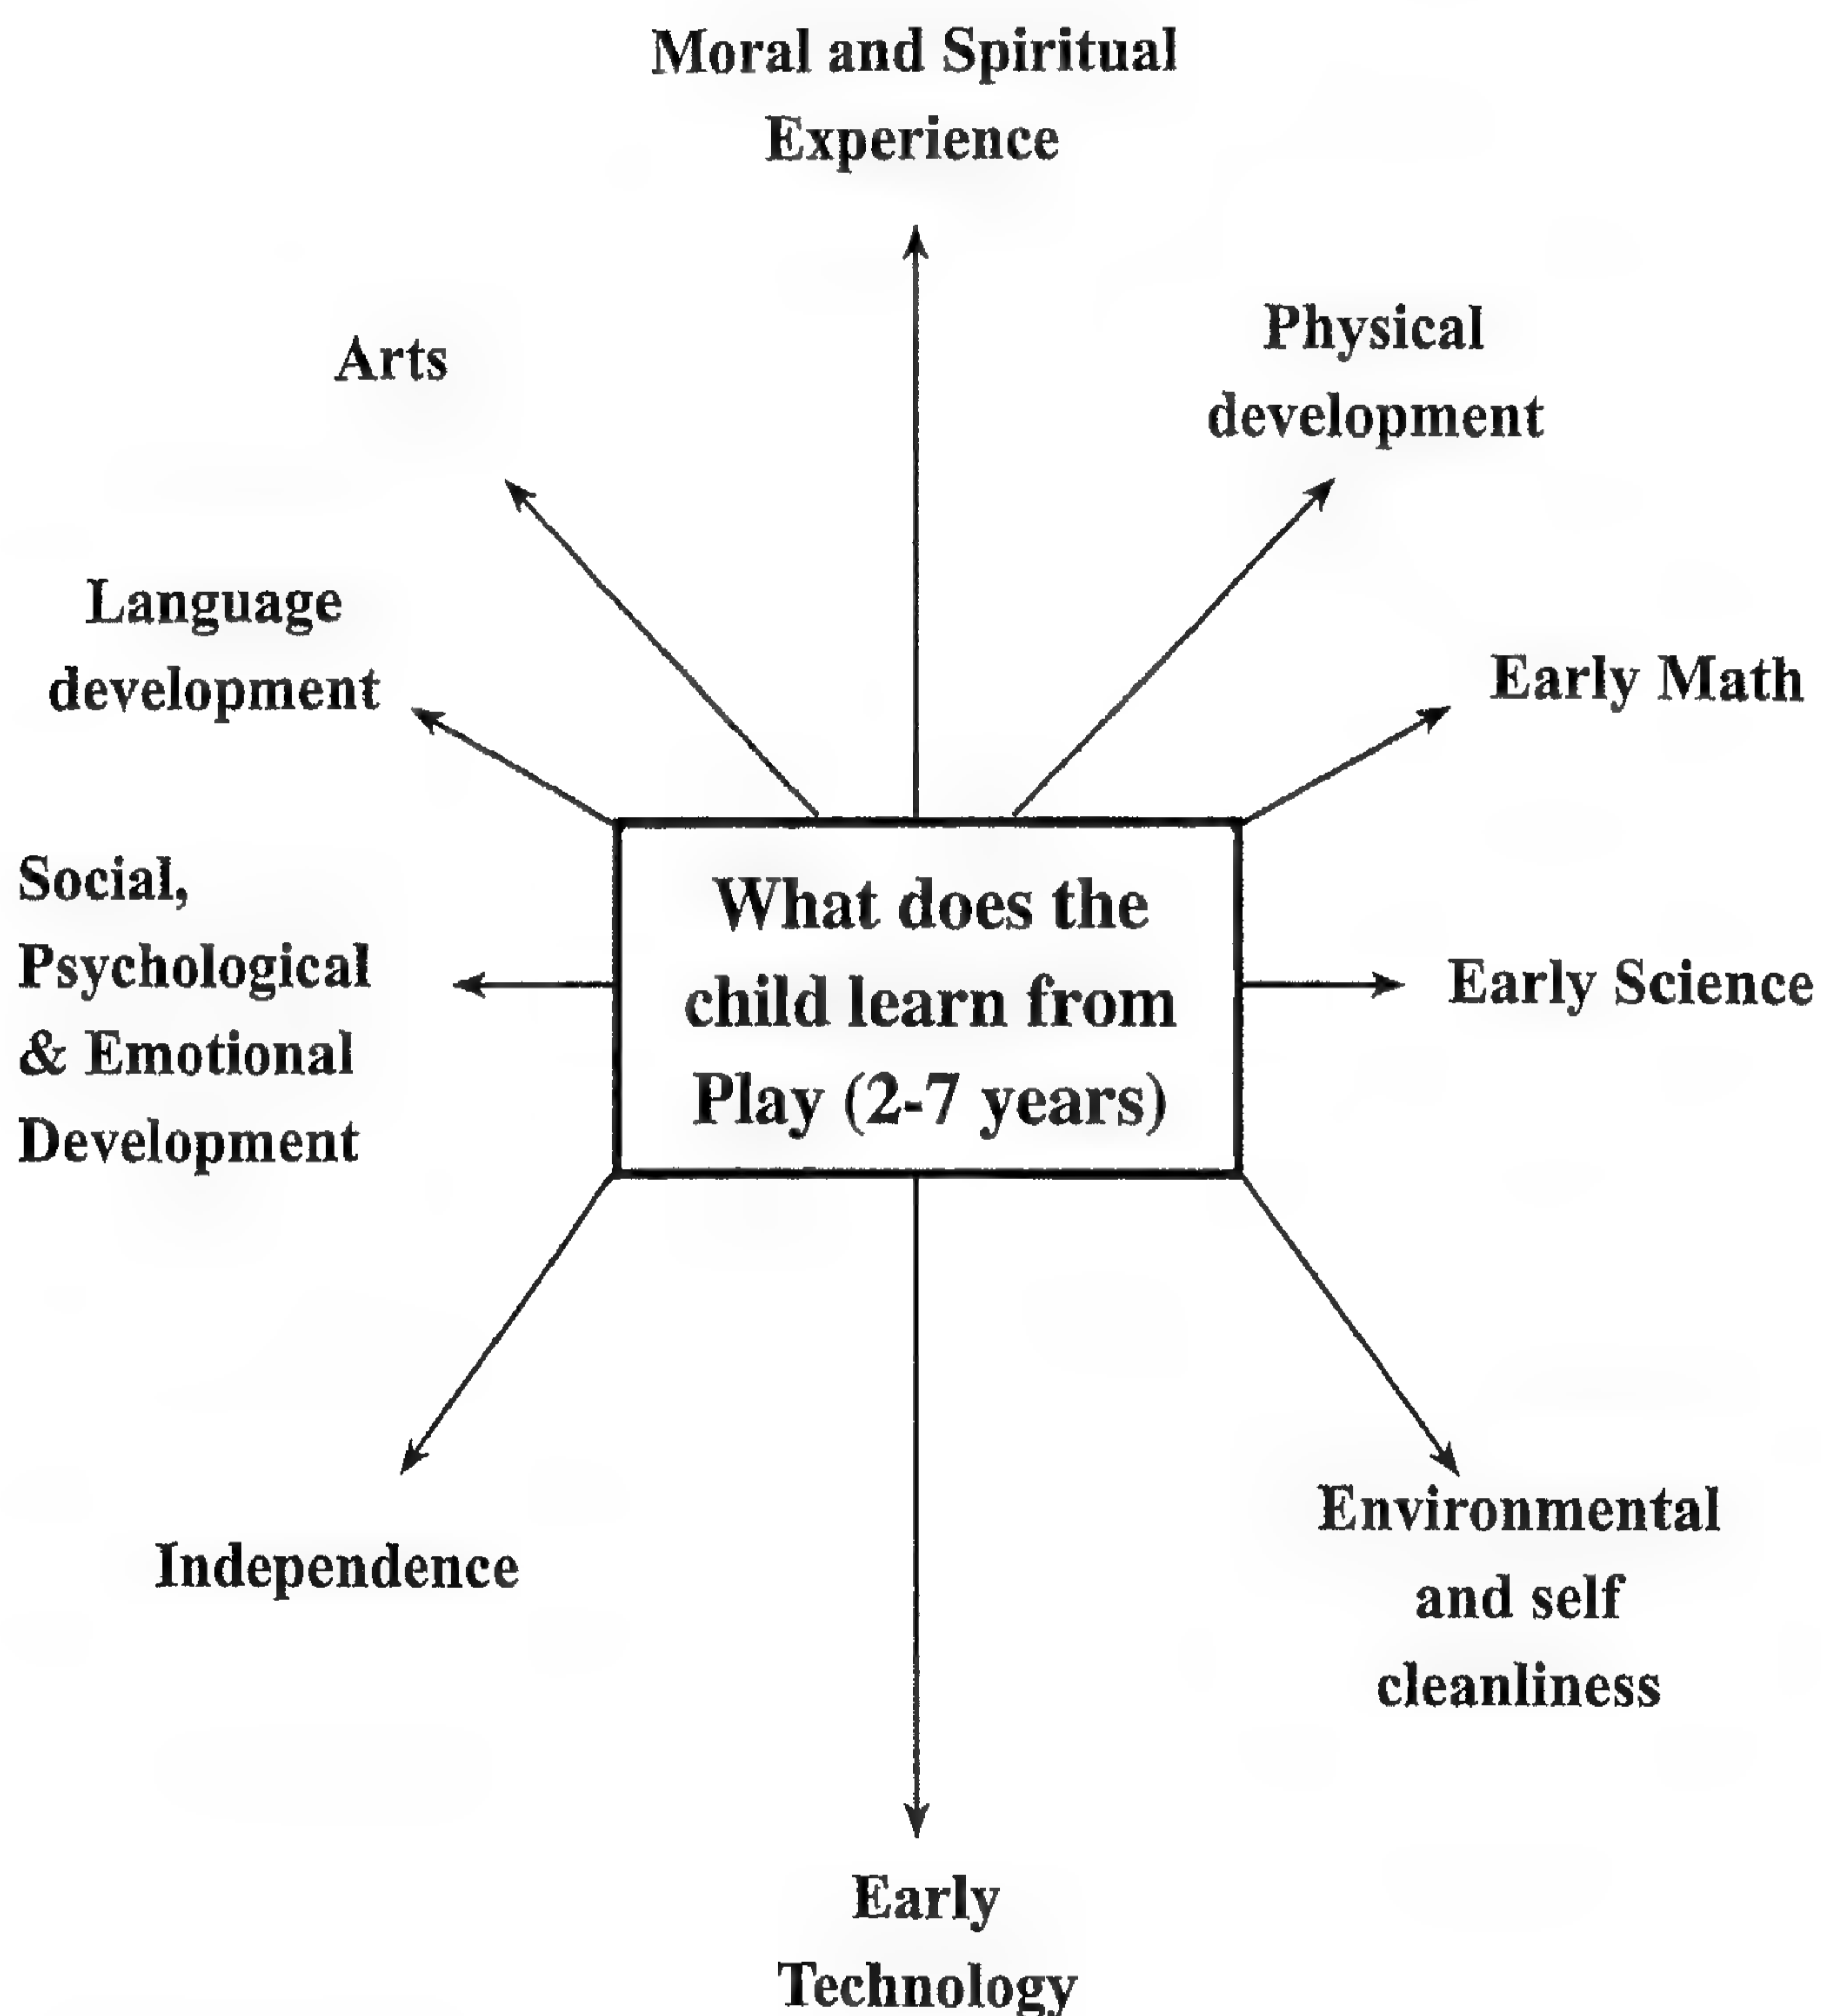 Moral and Spiritual
Experience
Arts
Physical
development
Language
development
Early Math
Social,
Psychological
& Emotional
Development
What does the
child learn from
Play (2-7 years)
Early Science
Independence
Environmental
and self
cleanliness
Early
Technology